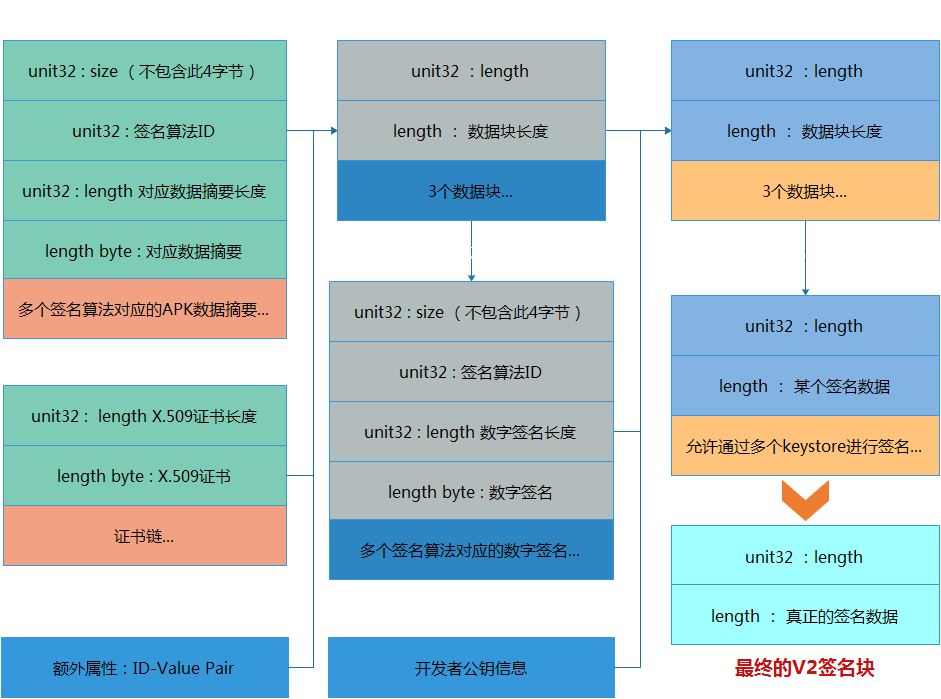 unit32 : size （不包含此4字节）
unit32 : 签名算法ID
unit32 : length 对应数据摘要长度
length byte : 对应数据摘要
多个签名算法对应的APK数据摘要...
unit32 : length X.509证书长度
length byte : X.509证书
证书链...
额外属性：ID-Value Pair
unit32 ：length
length ： 数据块长度
3个数据块...
unit32 : size （不包含此4字节）
unit32 : 签名算法ID
unit32 : length 数字签名长度
length byte : 数字签名
多个签名算法对应的数字签名...
开发者公钥信息
unit32 ：length
length ： 数据块长度
3个数据块...
unit32 ：length
length ： 某个签名数据
允许通过多个keystore进行签名...
unit32 ：length
length ： 真正的签名数据
最终的V2签名块